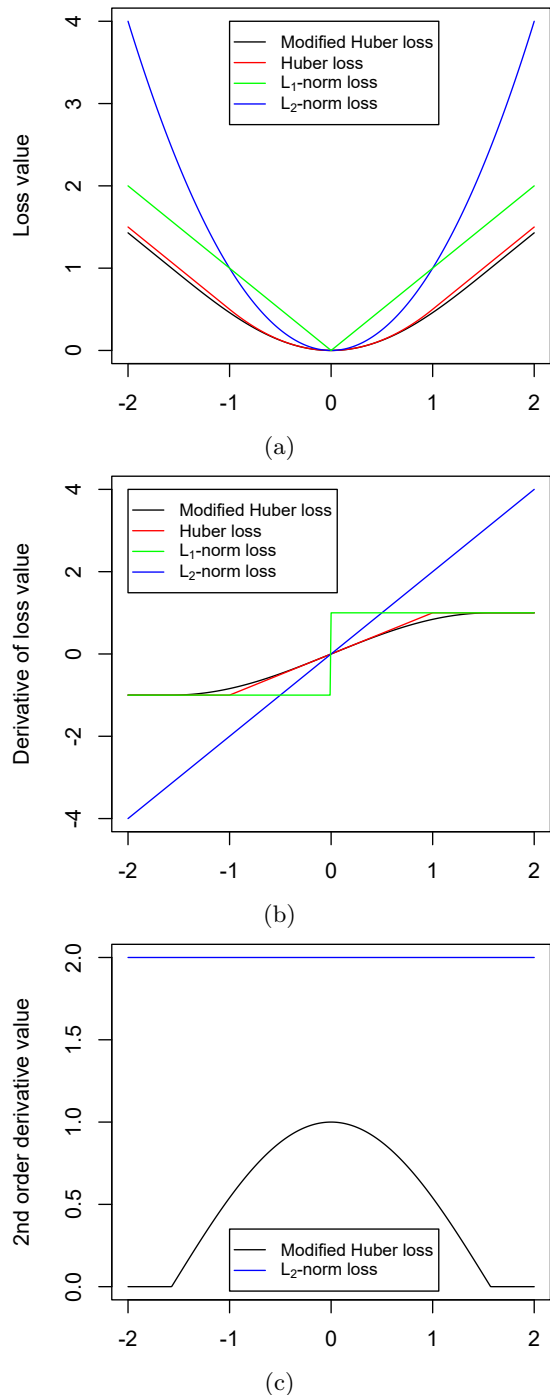 Loss value
4
3
2
1
0
Modified Huber loss
Huber loss
L₁-norm loss
L₂-norm loss
-2 -1 0 1 2
(a)
Derivative of loss value
4
2
0
-2
-4
Modified Huber loss
Huber loss
L₁-norm loss
L₂-norm loss
-2 -1 0 1 2
(b)
2nd order derivative value
2.0
1.5
1.0
0.5
0.0
Modified Huber loss
L₂-norm loss
-2 -1 0 1 2
(c)